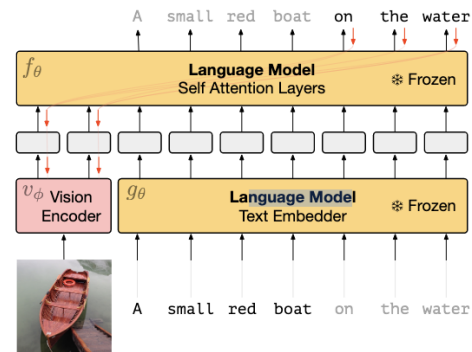 A small red boat on the water
fθ
Language Model
Self Attention Layers
❄ Frozen
vϕ Vision
Encoder
gθ
Language Model
Text Embedder
❄ Frozen
A small red boat on the water